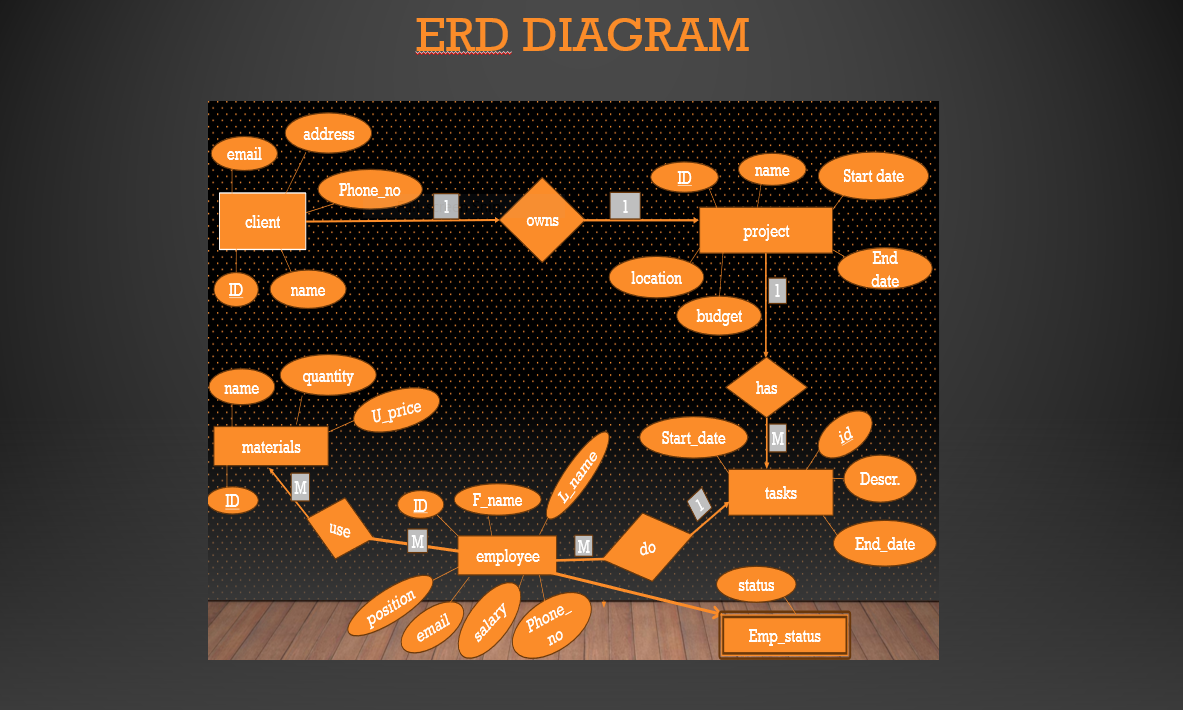 ERD DIAGRAM
address
email
Phone_no
client
1
owns
1
ID
name
Start date
project
End
date
location
budget
ID
name
1
has
M
name
quantity
U_price
materials
ID
M
use
M
ID
F_name
L_name
employee
M
do
1
Start_date
id
tasks
Descr.
End_date
position
email
salary
Phone_
no
status
Emp_status